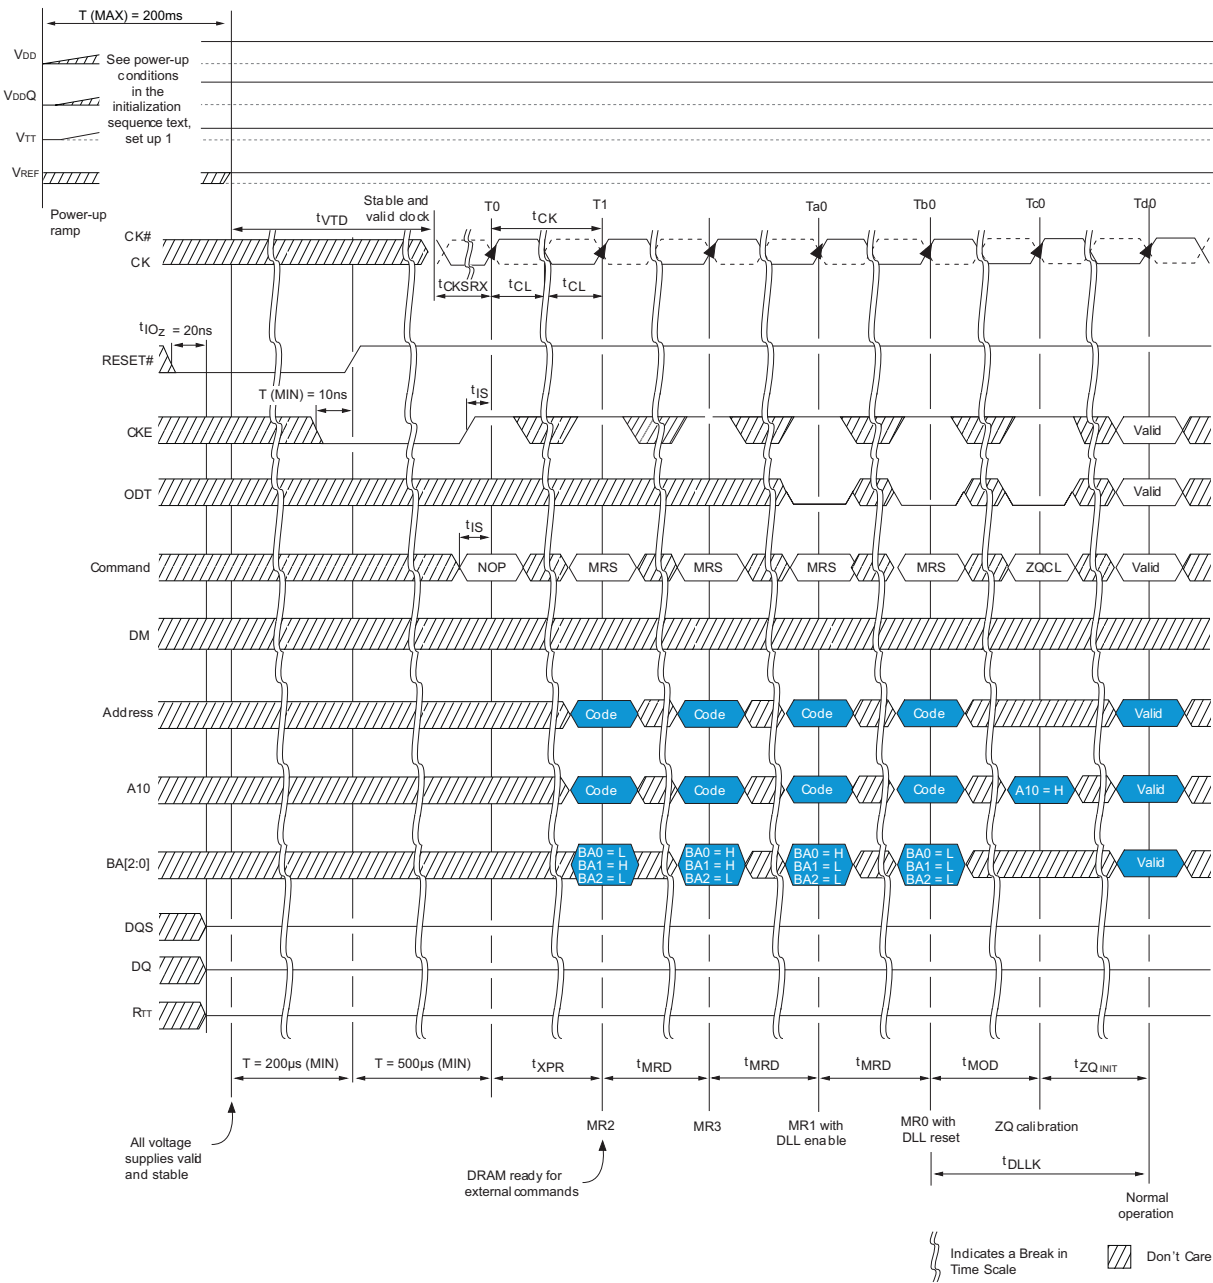 T (MAX) = 200ms
VDD
See power-up
conditions
in the
initialization
sequence text,
set up 1
VDDQ
VTT
VREF
Power-up
ramp
tVTD
Stable and
valid clock
T0
tCK
T1
Ta0
Tb0
Tc0
Td0
CK#
CK
tCKSRX
tCL
tCL
tIOz = 20ns
RESET#
T (MIN) = 10ns
tIS
CKE
Valid
ODT
Valid
tIS
Command
NOP
MRS
MRS
MRS
MRS
ZQCL
Valid
DM
Address
Code
Code
Code
Code
Valid
A10
Code
Code
Code
Code
A10 = H
Valid
BA[2:0]
BA0 = L
BA1 = H
BA2 = L
BA0 = H
BA1 = H
BA2 = L
BA0 = H
BA1 = L
BA2 = L
BA0 = L
BA1 = L
BA2 = L
Valid
DQS
DQ
RTT
T = 200µs (MIN)
T = 500µs (MIN)
tXPR
tMRD
tMRD
tMRD
tMOD
tZQINIT
All voltage
supplies valid
and stable
MR2
MR3
MR1 with
DLL enable
MR0 with
DLL reset
ZQ calibration
DRAM ready for
external commands
tDLLK
Normal
operation
Indicates a Break in
Time Scale
Don't Care